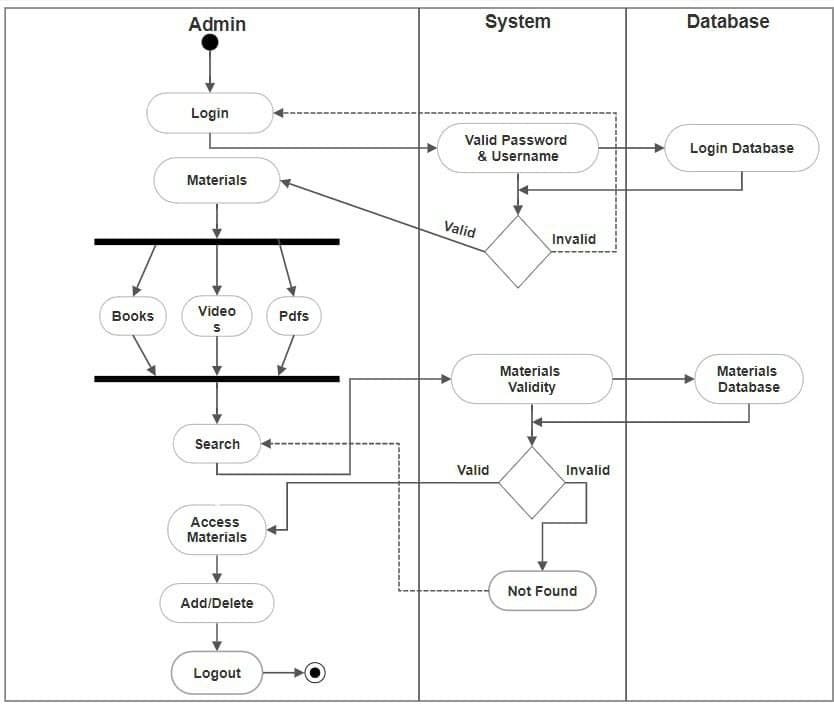 Admin
System
Database
Login
Valid Password
& Username
Login Database
Materials
Valid
Invalid
Books
Video
s
Pdfs
Materials
Validity
Materials
Database
Search
Valid
Invalid
Access
Materials
Not Found
Add/Delete
Logout